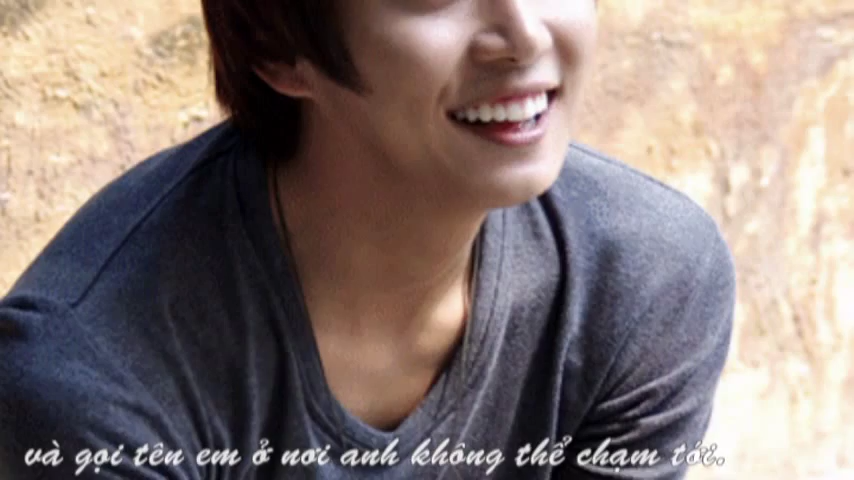 và gọi tên em ở nơi anh không thể chạm tới.